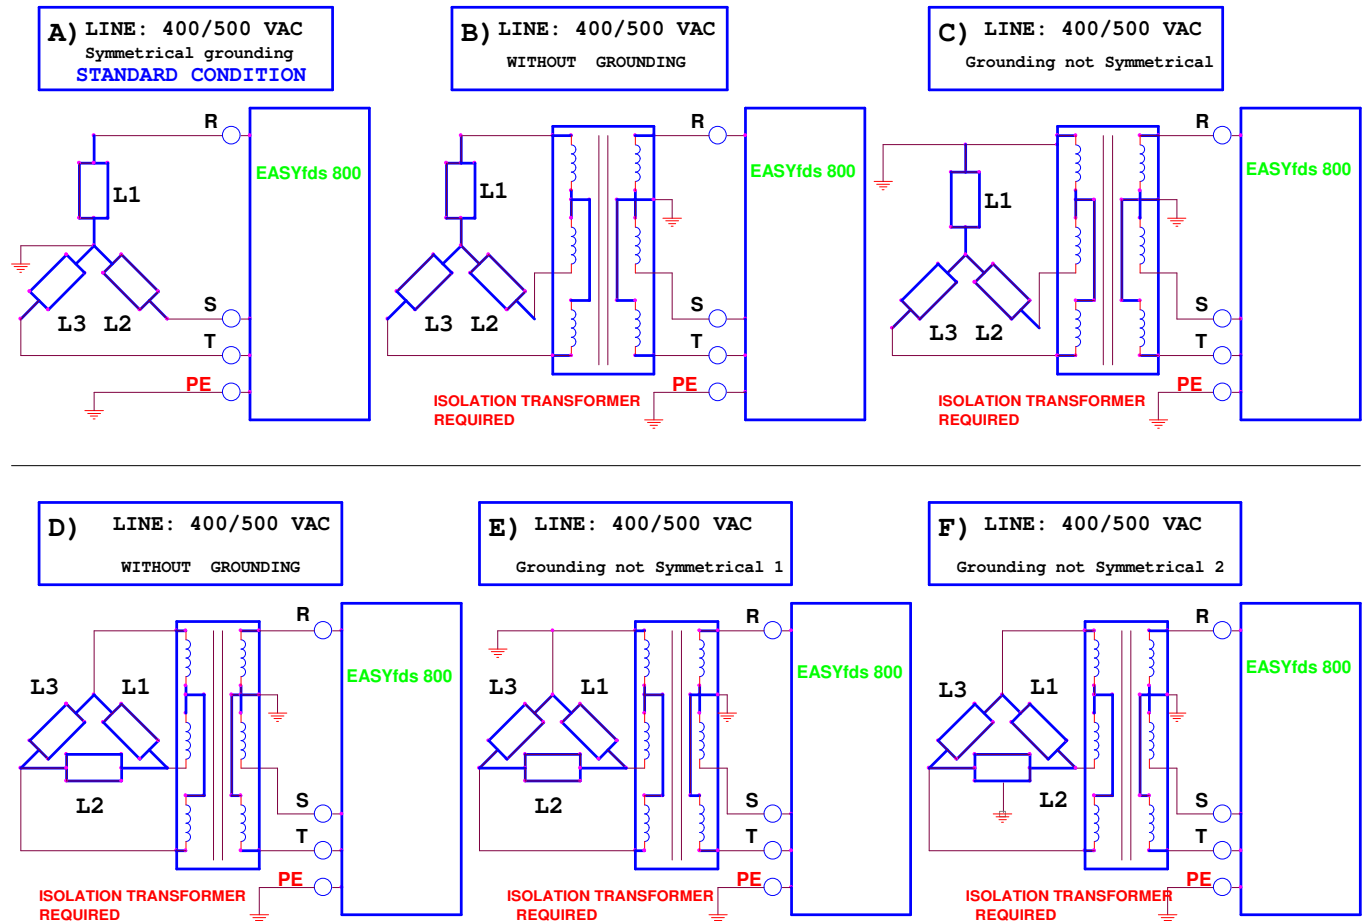 A) LINE: 400/500 VAC
Symmetrical grounding
STANDARD CONDITION
R
EASYfds 800
L1
L3 L2
S
T
PE
B) LINE: 400/500 VAC
WITHOUT GROUNDING
R
EASYfds 800
L1
L3 L2
S
T
PE
ISOLATION TRANSFORMER
REQUIRED
C) LINE: 400/500 VAC
Grounding not Symmetrical
R
EASYfds 800
L1
L3 L2
S
T
PE
ISOLATION TRANSFORMER
REQUIRED
D) LINE: 400/500 VAC
WITHOUT GROUNDING
R
EASYfds 800
L3 L1
L2
S
T
PE
ISOLATION TRANSFORMER
REQUIRED
E) LINE: 400/500 VAC
Grounding not Symmetrical 1
R
EASYfds 800
L3 L1
L2
S
T
PE
ISOLATION TRANSFORMER
REQUIRED
F) LINE: 400/500 VAC
Grounding not Symmetrical 2
R
EASYfds 800
L3 L1
L2
S
T
PE
ISOLATION TRANSFORMER
REQUIRED